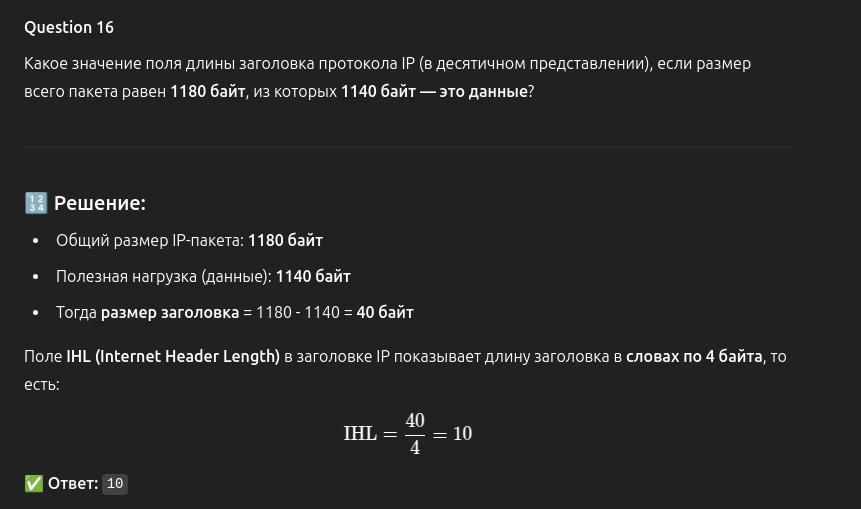 Question 16
Какое значение поля длины заголовка протокола IP (в десятичном представлении), если размер
всего пакета равен 1180 байт, из которых 1140 байт — это данные?
🔢 Решение:
• Общий размер IP-пакета: 1180 байт
• Полезная нагрузка (данные): 1140 байт
• Тогда размер заголовка = 1180 - 1140 = 40 байт
Поле IHL (Internet Header Length) в заголовке IP показывает длину заголовка в словах по 4 байта, то
есть:
IHL = 40/4 = 10
✅ Ответ: 10